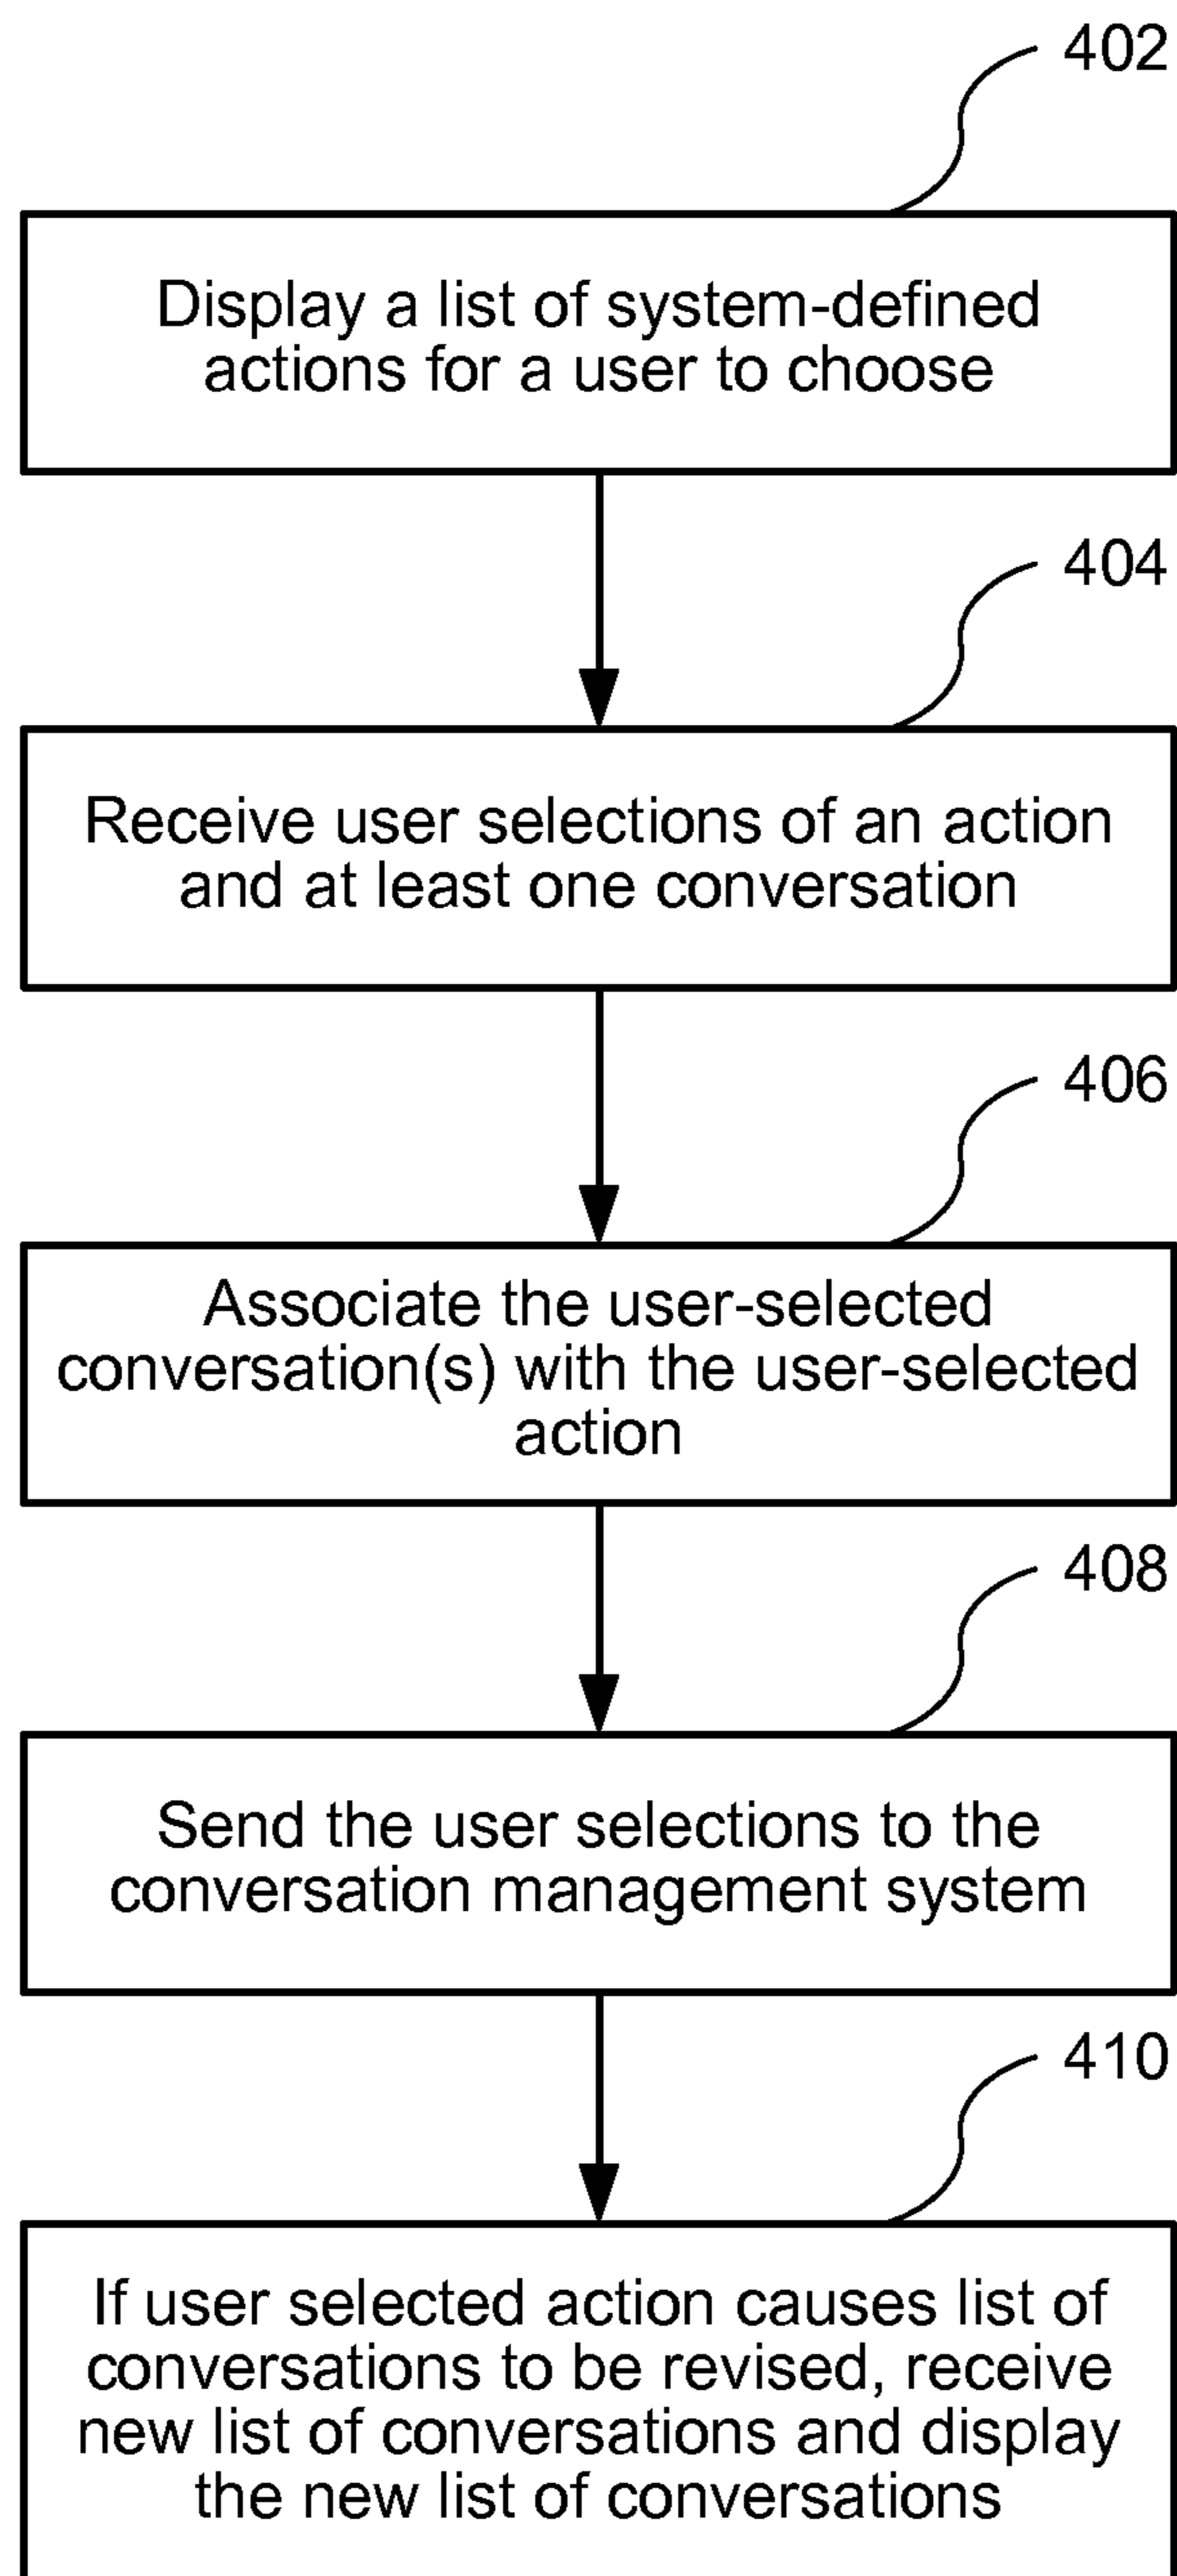 402
Display a list of system-defined
actions for a user to choose
404
Receive user selections of an action
and at least one conversation
406
Associate the user-selected
conversation(s) with the user-selected
action
408
Send the user selections to the
conversation management system
410
If user selected action causes list of
conversations to be revised, receive
new list of conversations and display
the new list of conversations